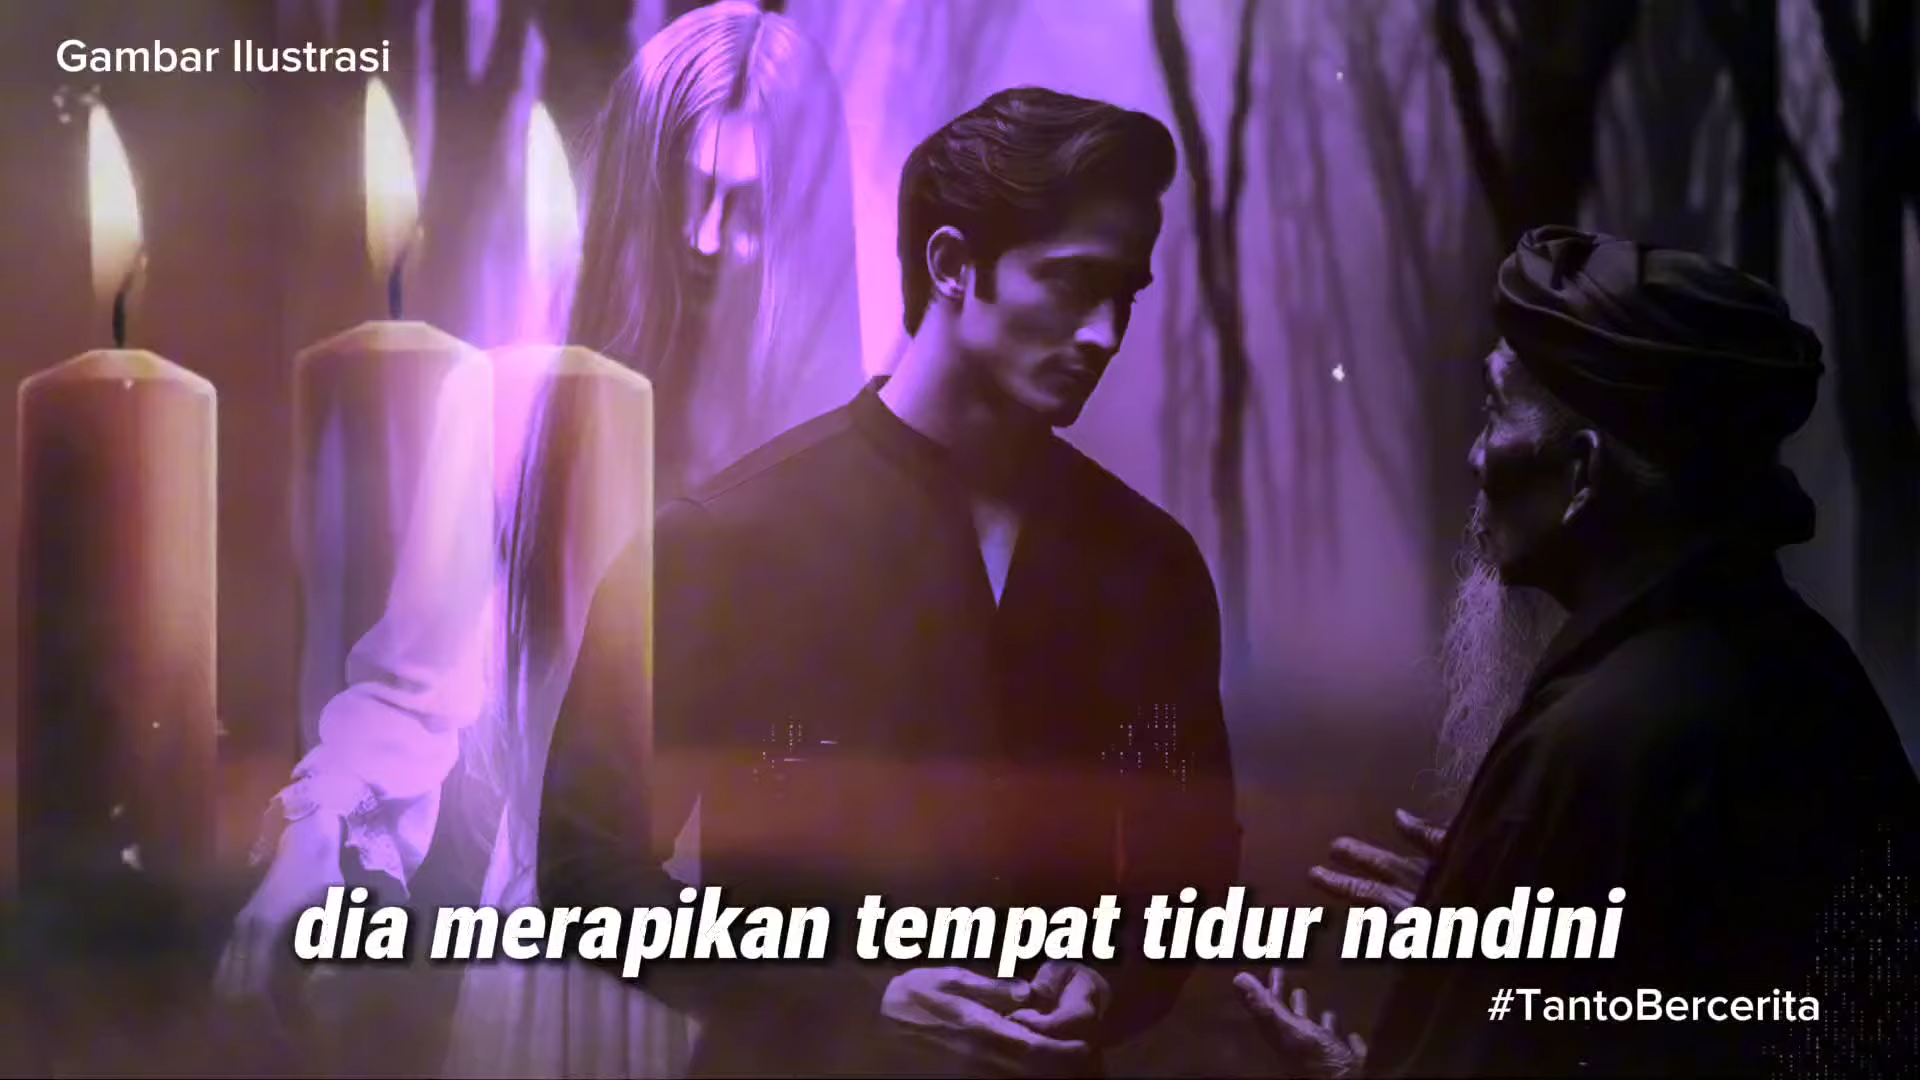 Gambar Ilustrasi
dia merapikan tempat tidur nandini
#TantoBercerita